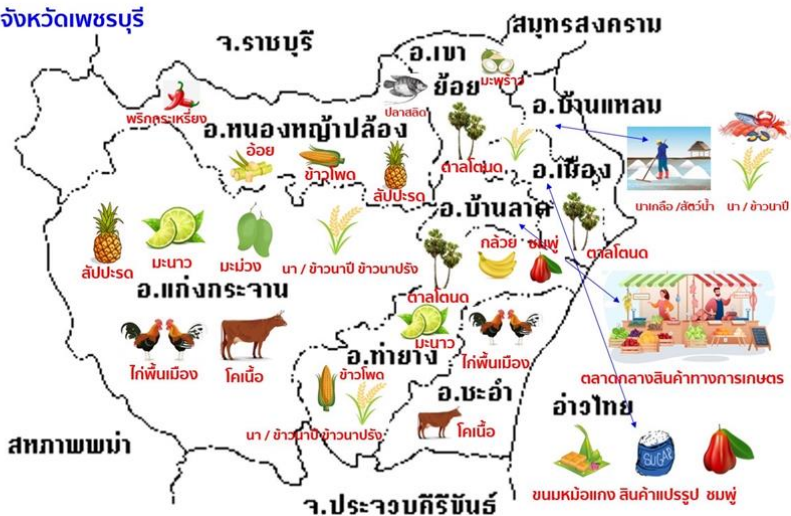 จังหวัดเพชรบุรี
สมุทรสงคราม
จ.ราชบุรี
อ.เขา
ย้อย
มะพร้าว
ปลาสลิด
พริกกระเหรี่ยง
อ.หนองหญ้าปล้อง
อ.บ้านแหลม
อ้อย
ข้าวโพด
สัปปะรด
ตาลโตนด
อ.เมือง
นาเกลือ /สัตว์น้ำ
นา / ข้าวนาปี
อ.บ้านลาด
สัปปะรด
มะนาว
มะม่วง
นา / ข้าวนาปี ข้าวนาปรัง
กล้วย
ชมพู่
ตาลโตนด
อ.แก่งกระจาน
ตาลโตนด
มะนาว
ไก่พื้นเมือง
โคเนื้อ
อ.ท่ายาง
ไก่พื้นเมือง
ข้าวโพด
ตลาดกลางสินค้าทางการเกษตร
อ.ชะอำ
อ่าวไทย
นา / ข้าวนาปี ข้าวนาปรัง
โคเนื้อ
สหภาพพม่า
SUGAR
ขนมหม้อแกง สินค้าแปรรูป ชมพู่
จ.ประจวบคีรีขันธ์